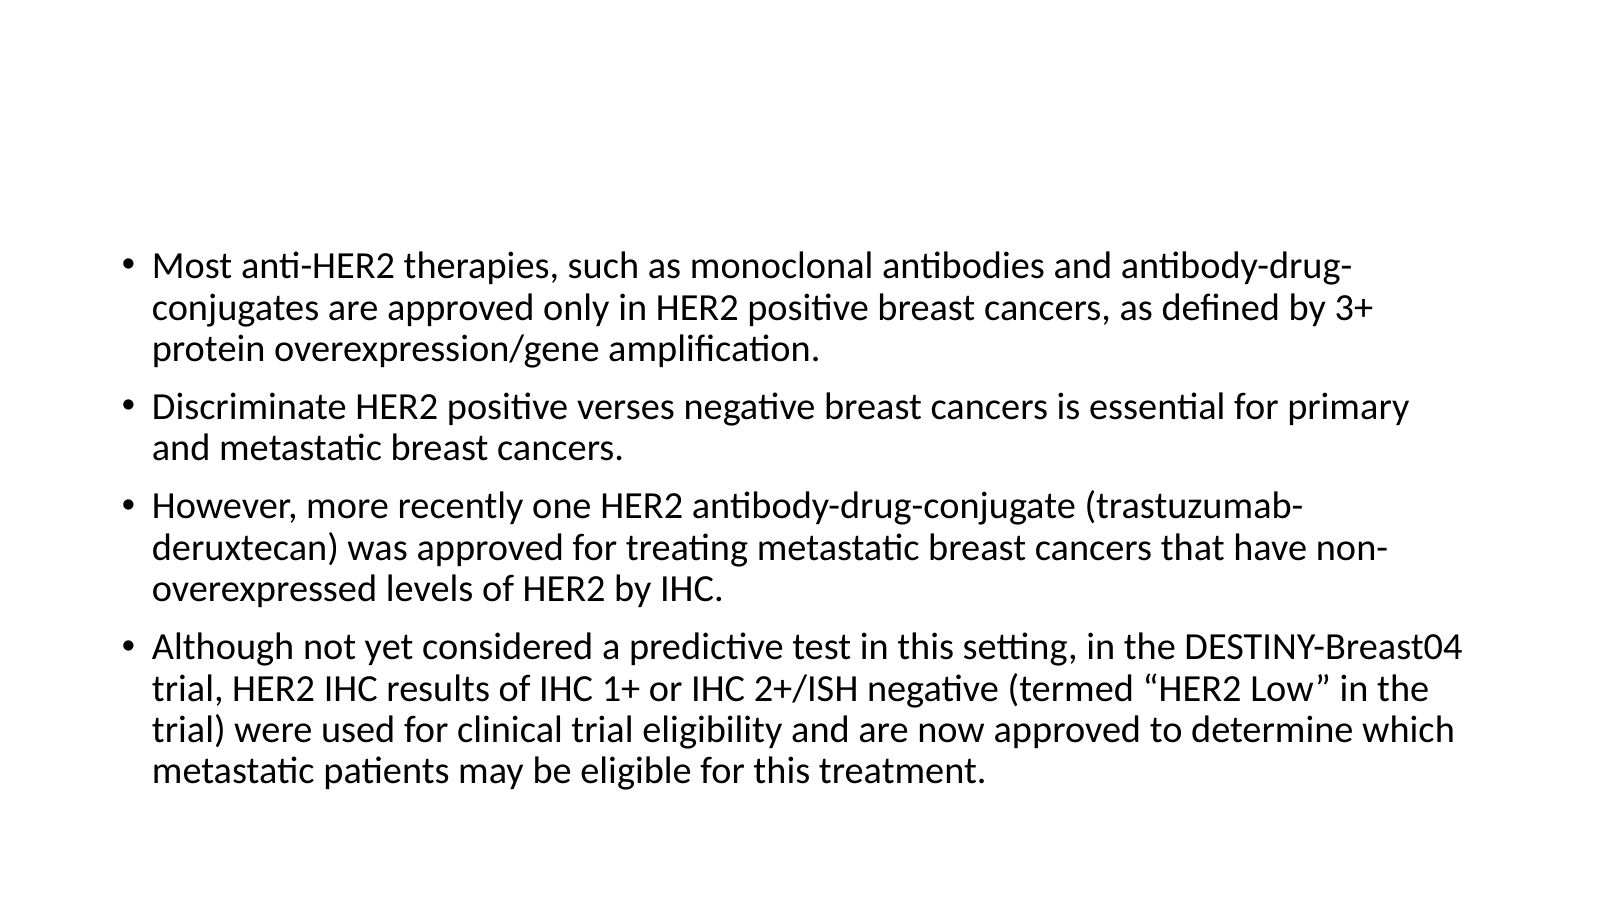 • Most anti-HER2 therapies, such as monoclonal antibodies and antibody-drug-
conjugates are approved only in HER2 positive breast cancers, as defined by 3+
protein overexpression/gene amplification.
• Discriminate HER2 positive verses negative breast cancers is essential for primary
and metastatic breast cancers.
• However, more recently one HER2 antibody-drug-conjugate (trastuzumab-
deruxtecan) was approved for treating metastatic breast cancers that have non-
overexpressed levels of HER2 by IHC.
• Although not yet considered a predictive test in this setting, in the DESTINY-Breast04
trial, HER2 IHC results of IHC 1+ or IHC 2+/ISH negative (termed “HER2 Low” in the
trial) were used for clinical trial eligibility and are now approved to determine which
metastatic patients may be eligible for this treatment.